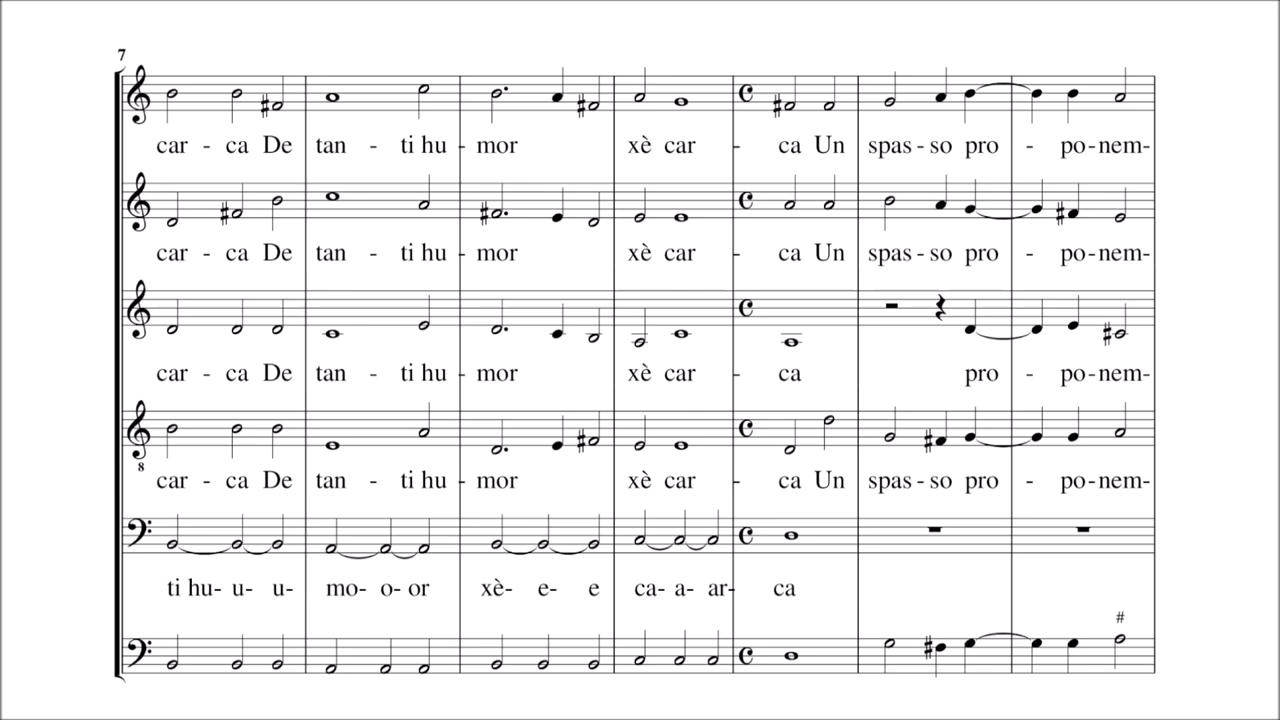 7
car - ca De tan - ti hu - mor xè car - ca Un spas - so pro - po - nem-
car - ca De tan - ti hu - mor xè car - ca Un spas - so pro - po - nem-
car - ca De tan - ti hu - mor xè car - ca pro - po - nem-
8
car - ca De tan - ti hu - mor xè car - ca Un spas - so pro - po - nem-
ti hu- u- u- mo- o- or xè- e- e ca- a- ar- ca
#